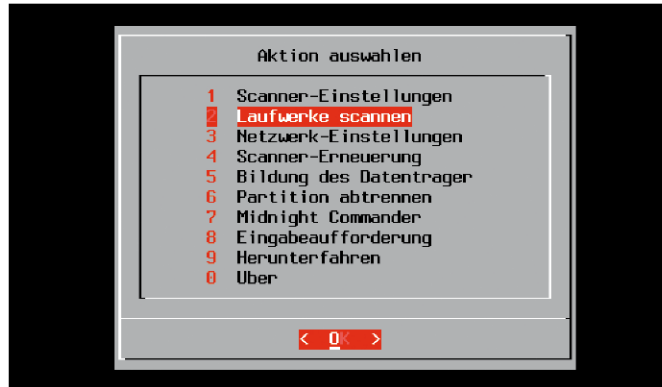 Aktion auswahlen
1 Scanner-Einstellungen
2 Laufwerke scannen
3 Netzwerk-Einstellungen
4 Scanner-Erneuerung
5 Bildung des Datentrager
6 Partition abtrennen
7 Midnight Commander
8 Eingabeaufforderung
9 Herunterfahren
0 Uber
< OK >